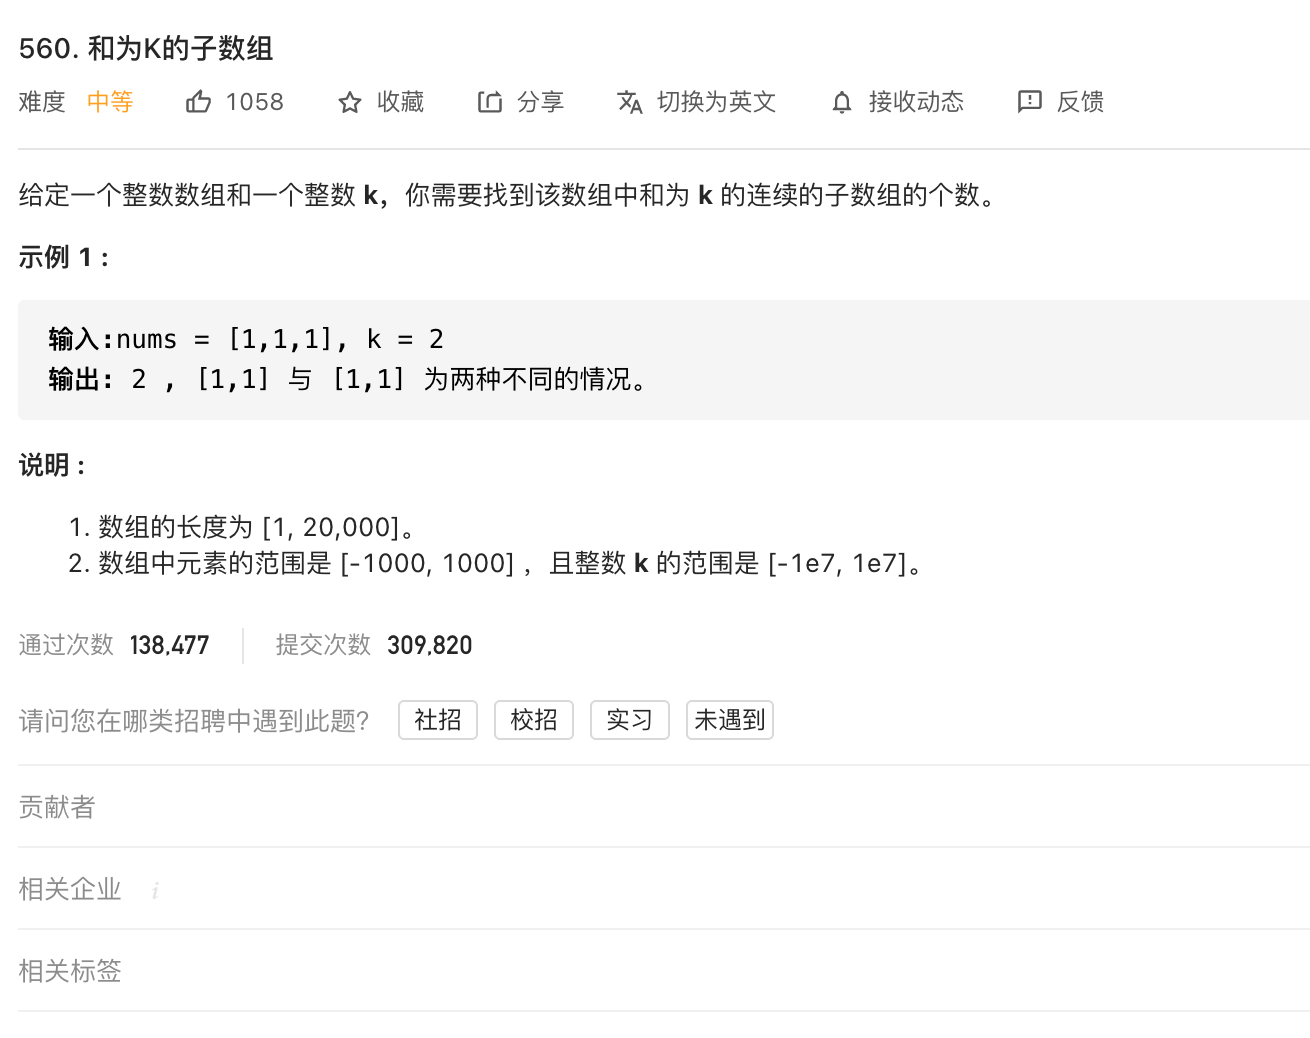 560. 和为K的子数组
难度 中等 1058 收藏 分享 切换为英文 接收动态 反馈
给定一个整数数组和一个整数 k，你需要找到该数组中和为 k 的连续的子数组的个数。
示例 1 :
输入:nums = [1,1,1], k = 2
输出: 2 , [1,1] 与 [1,1] 为两种不同的情况。
说明 :
1. 数组的长度为 [1, 20,000]。
2. 数组中元素的范围是 [-1000, 1000] ，且整数 k 的范围是 [-1e7, 1e7]。
通过次数 138,477 提交次数 309,820
请问您在哪类招聘中遇到此题? 社招 校招 实习 未遇到
贡献者
相关企业 i
相关标签